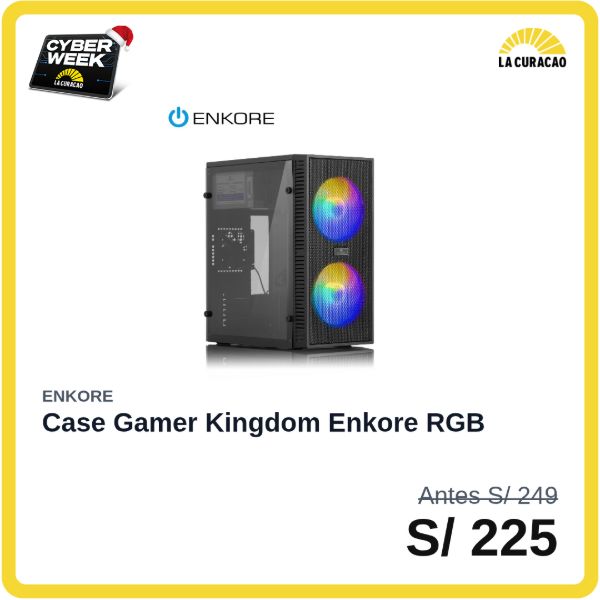 CYBER
WEEK
LA CURACAO
LA CURACAO
ENKORE
ENKORE
Case Gamer Kingdom Enkore RGB
Antes S/ 249
S/ 225